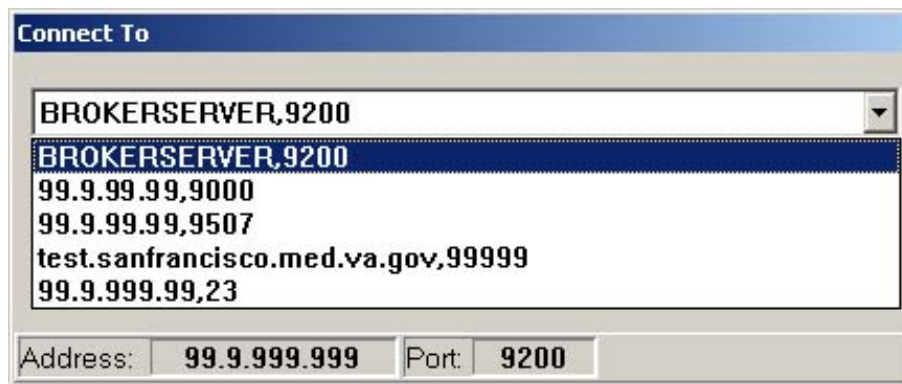 Connect To
BROKERSERVER,9200
BROKERSERVER,9200
99.9.99.99,9000
99.9.99.99,9507
test.sanfrancisco.med.va.gov,99999
99.9.999.99,23
Address: 99.9.999.999 Port: 9200